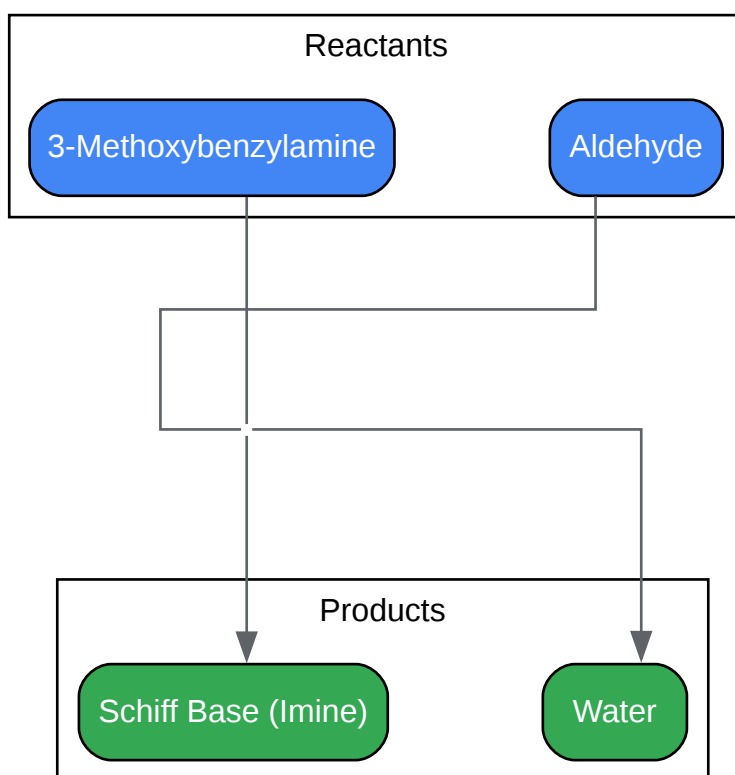 Reactants
3-Methoxybenzylamine
Aldehyde
Products
Schiff Base (Imine)
Water